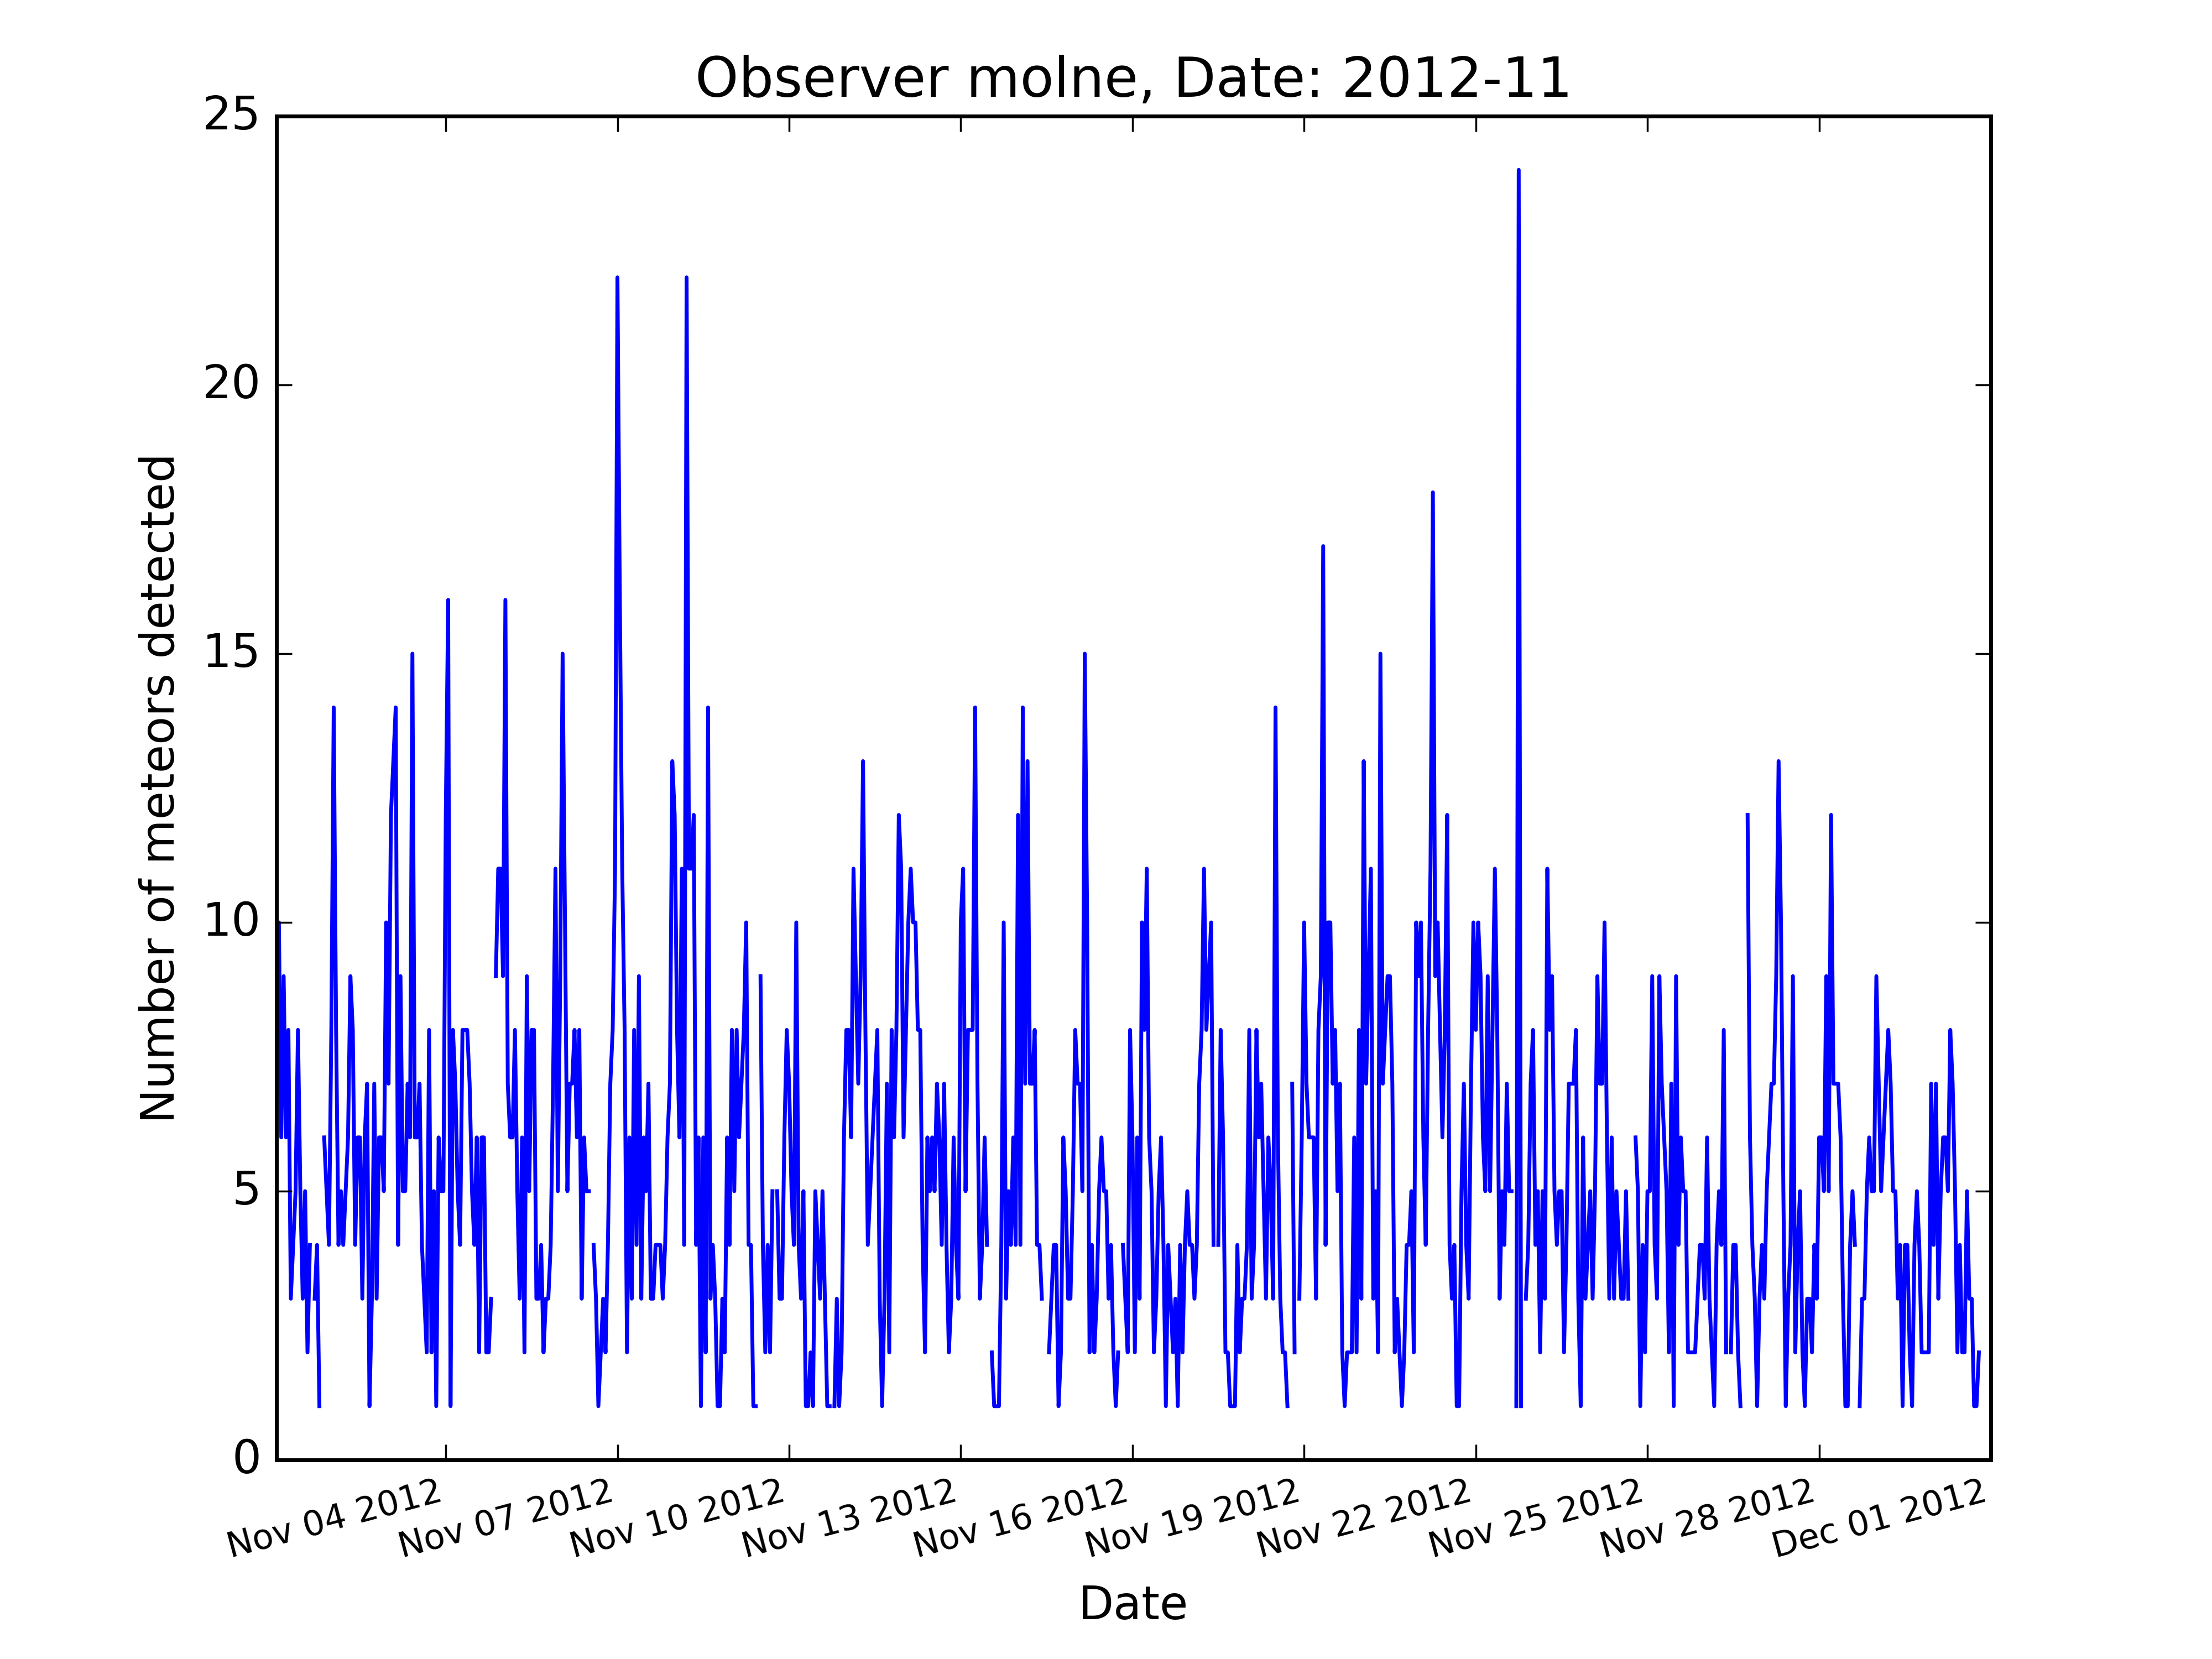 Observer molne, Date: 2012-11
25
20
15
10
5
0
Number of meteors detected
Nov 04 2012
Nov 07 2012
Nov 10 2012
Nov 13 2012
Nov 16 2012
Nov 19 2012
Nov 22 2012
Nov 25 2012
Nov 28 2012
Dec 01 2012
Date